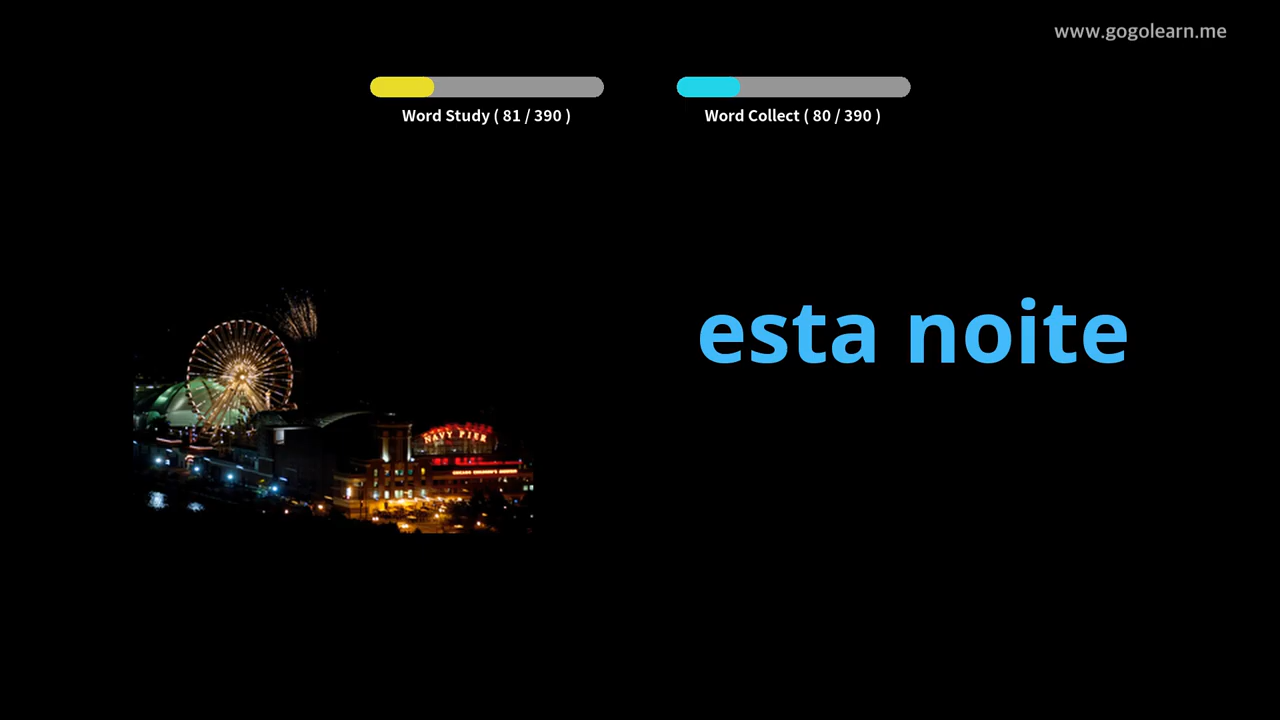 www.gogolearn.me
Word Study ( 81 / 390 )
Word Collect ( 80 / 390 )
esta noite
NAVY PIER